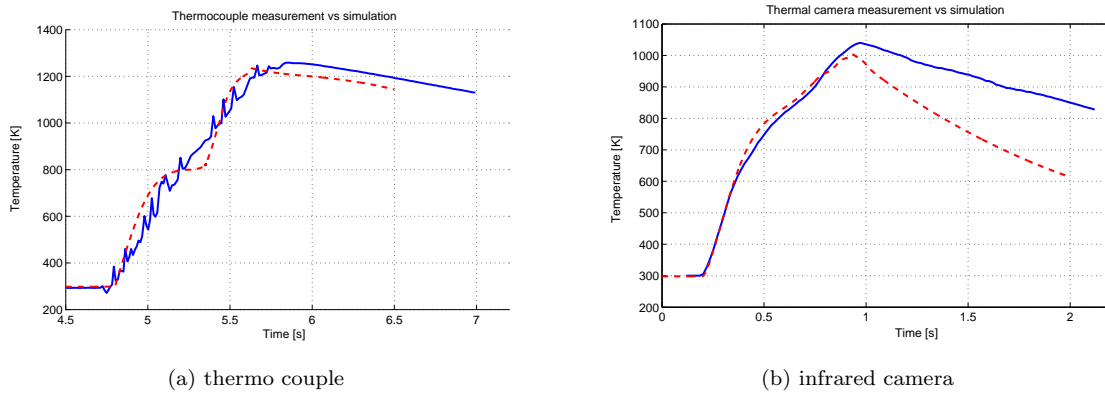 Thermocouple measurement vs simulation
1400
1200
1000
800
600
400
200
4.5 5 5.5 6 6.5 7
Temperature [K]
Time [s]
(a) thermo couple
Thermal camera measurement vs simulation
1100
1000
900
800
700
600
500
400
300
200
0 0.5 1 1.5 2
Temperature [K]
Time [s]
(b) infrared camera